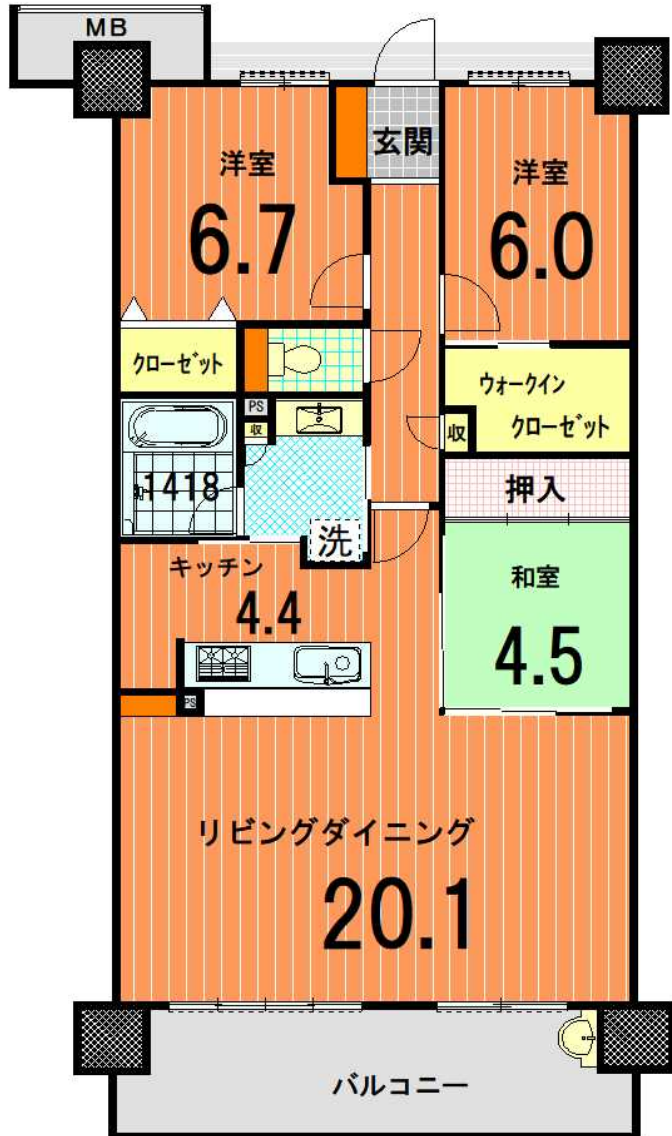 MB
玄関
洋室
6.7
洋室
6.0
クローゼット
ウォークイン
クローゼット
PS
収
収
押入
1418
洗
キッチン
4.4
和室
4.5
PS
リビングダイニング
20.1
バルコニー